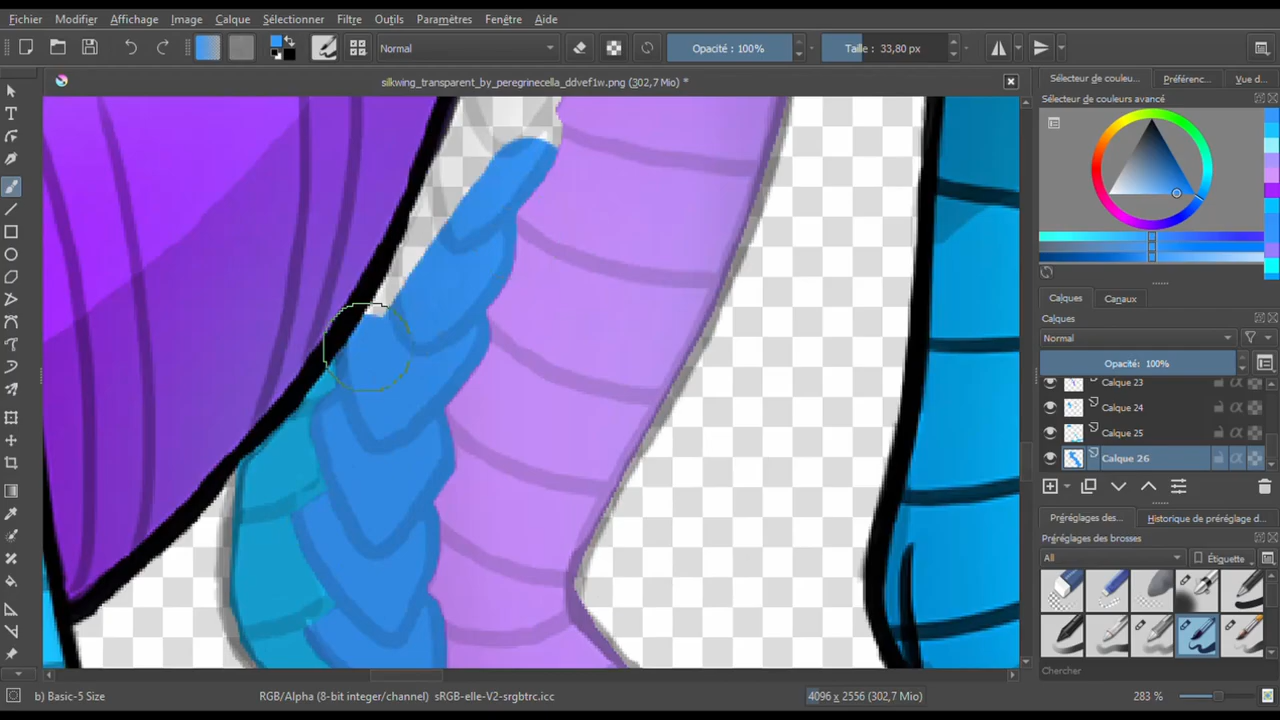 Fichier Modifier Affichage Image Calque Sélectionner Filtre Outils Paramètres Fenêtre Aide
Normal Opacité : 100% Taille : 33,80 px
silkwing_transparent_by_peregrinecella_ddvef1w.png (302,7 Mio) *
Sélecteur de couleu... Préférenc... Vue d...
Sélecteur de couleurs avancé
Calques Canaux
Calques
Normal
Opacité: 100%
Calque 23
Calque 24
Calque 25
Calque 26
Préréglages des... Historique de préréglage d...
Préréglages des brosses
All Étiquette
Chercher
b) Basic-5 Size RGB/Alpha (8-bit integer/channel) sRGB-elle-V2-srgbtrc.icc 4096 x 2556 (302,7 Mio) 283 %